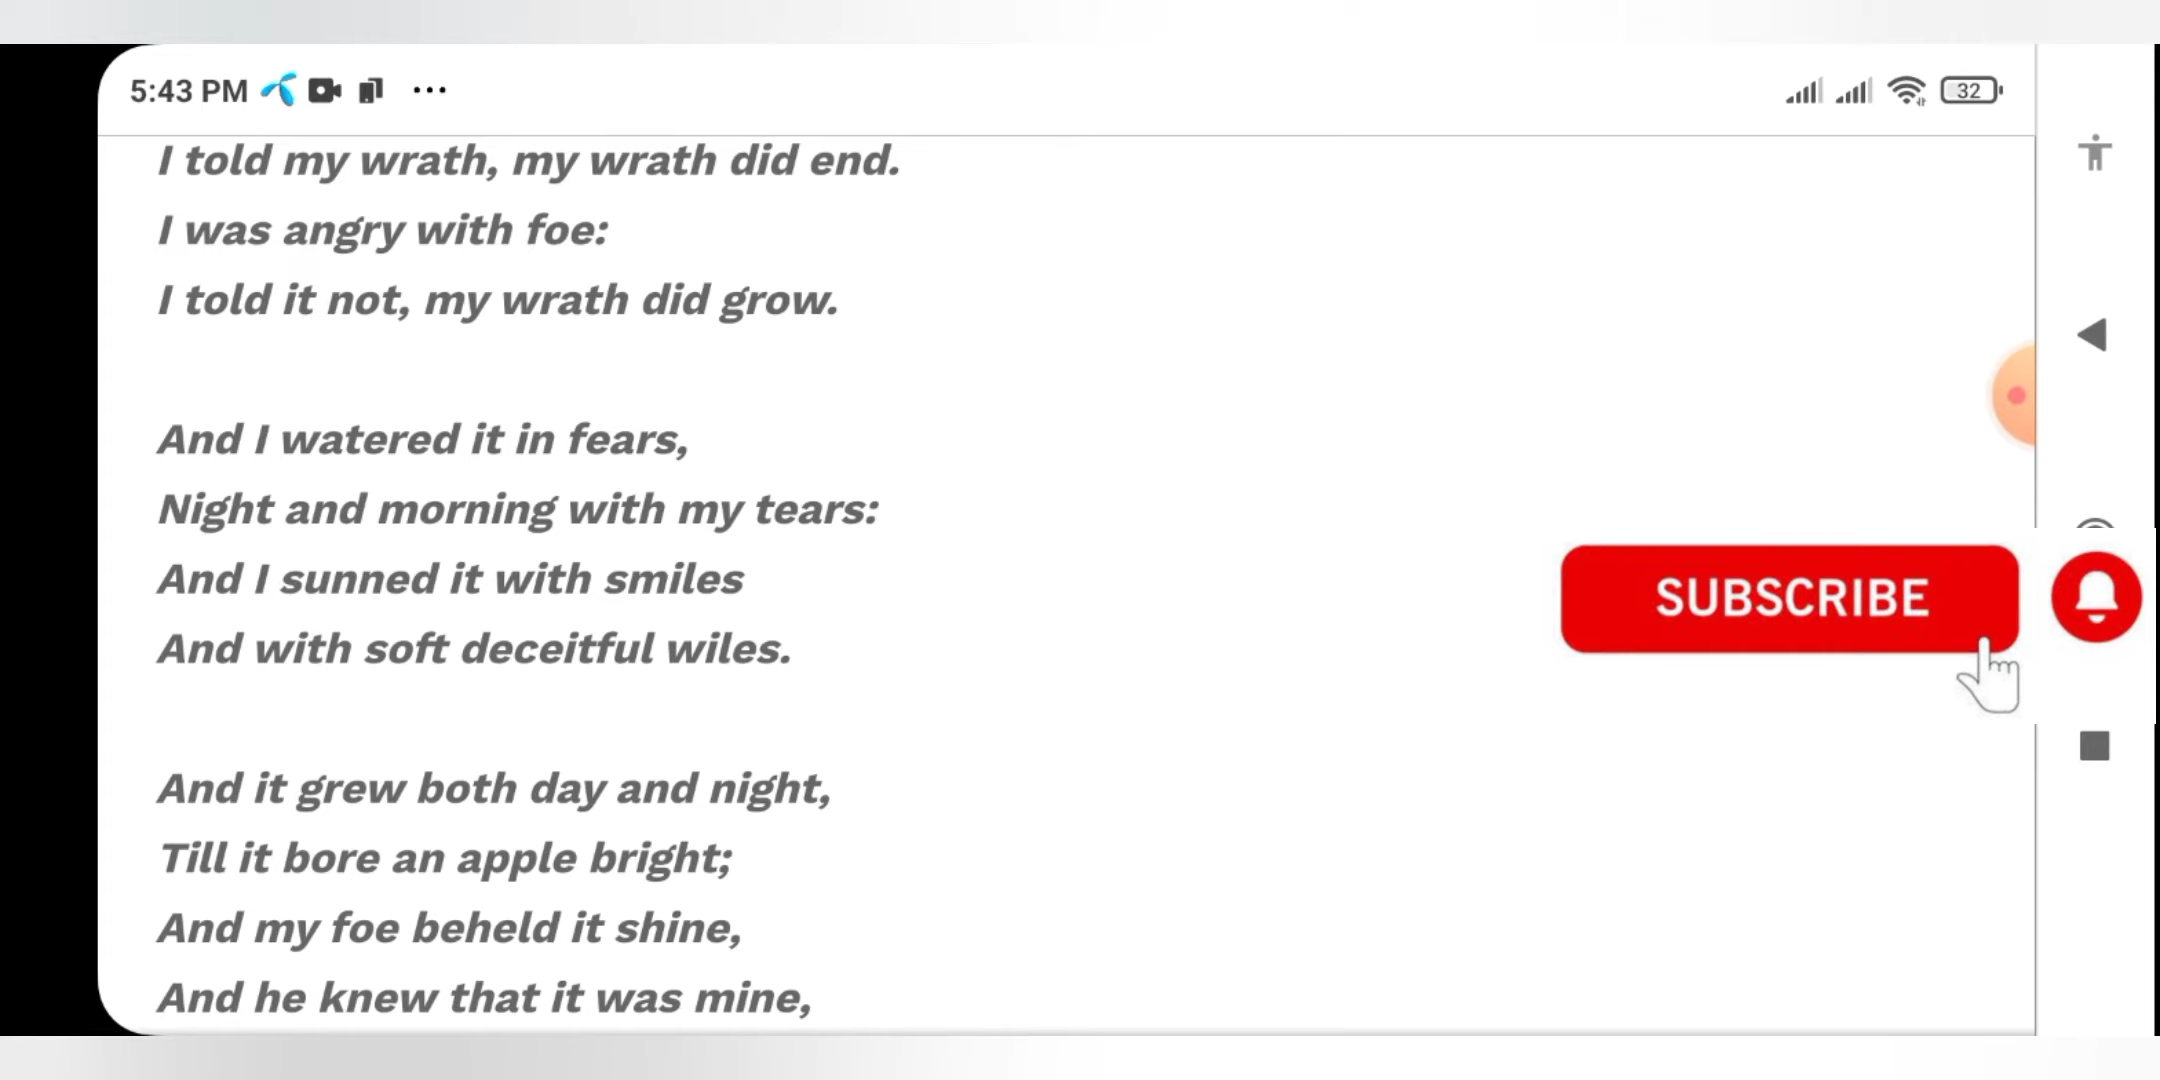 5:43 PM ...
32
I told my wrath, my wrath did end.
I was angry with foe:
I told it not, my wrath did grow.
And I watered it in fears,
Night and morning with my tears:
And I sunned it with smiles
And with soft deceitful wiles.
SUBSCRIBE
And it grew both day and night,
Till it bore an apple bright;
And my foe beheld it shine,
And he knew that it was mine,